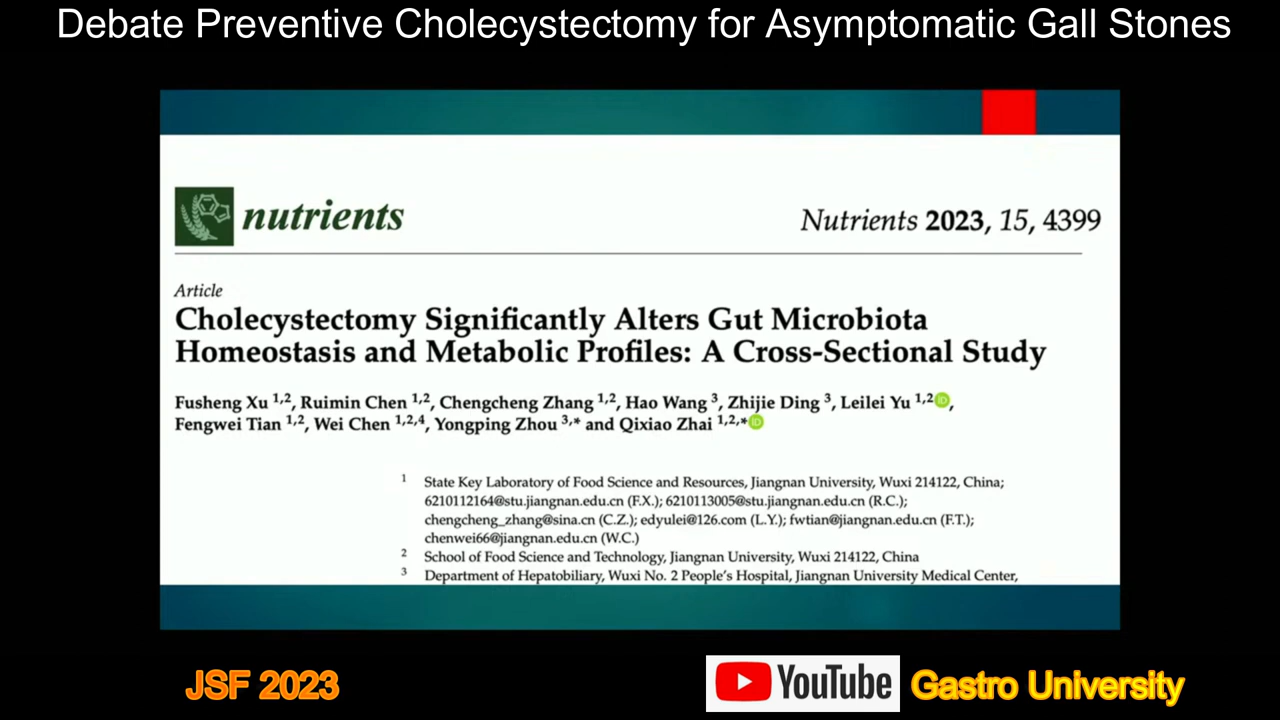 Debate Preventive Cholecystectomy for Asymptomatic Gall Stones
nutrients
Nutrients 2023, 15, 4399
Article
Cholecystectomy Significantly Alters Gut Microbiota
Homeostasis and Metabolic Profiles: A Cross-Sectional Study
Fusheng Xu 1,2, Ruimin Chen 1,2, Chengcheng Zhang 1,2, Hao Wang 3, Zhijie Ding 3, Leilei Yu 1,2 iD,
Fengwei Tian 1,2, Wei Chen 1,2,4, Yongping Zhou 3,* and Qixiao Zhai 1,2,* iD
1 State Key Laboratory of Food Science and Resources, Jiangnan University, Wuxi 214122, China;
6210112164@stu.jiangnan.edu.cn (F.X.); 6210113005@stu.jiangnan.edu.cn (R.C.);
chengcheng_zhang@sina.cn (C.Z.); edyulei@126.com (L.Y.); fwtian@jiangnan.edu.cn (F.T.);
chenwei66@jiangnan.edu.cn (W.C.)
2 School of Food Science and Technology, Jiangnan University, Wuxi 214122, China
3 Department of Hepatobiliary, Wuxi No. 2 People's Hospital, Jiangnan University Medical Center,
JSF 2023
YouTube
Gastro University